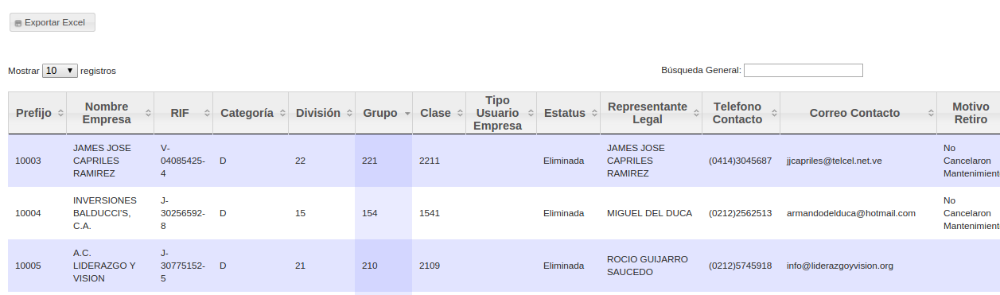 Exportar Excel
Mostrar 10 registros
Búsqueda General:
Prefijo Nombre Empresa RIF Categoría División Grupo Clase Tipo Usuario Empresa Estatus Representante Legal Telefono Contacto Correo Contacto Motivo Retiro
10003 JAMES JOSE CAPRILES RAMIREZ V-04085425-4 D 22 221 2211 Eliminada JAMES JOSE CAPRILES RAMIREZ (0414)3045687 jjcapriles@telcel.net.ve No Cancelaron Mantenimient
10004 INVERSIONES BALDUCCI'S, C.A. J-30256592-8 D 15 154 1541 Eliminada MIGUEL DEL DUCA (0212)2562513 armandodelduca@hotmail.com No Cancelaron Mantenimient
10005 A.C. LIDERAZGO Y VISION J-30775152-5 D 21 210 2109 Eliminada ROCIO GUIJARRO SAUCEDO (0212)5745918 info@liderazgoyvision.org